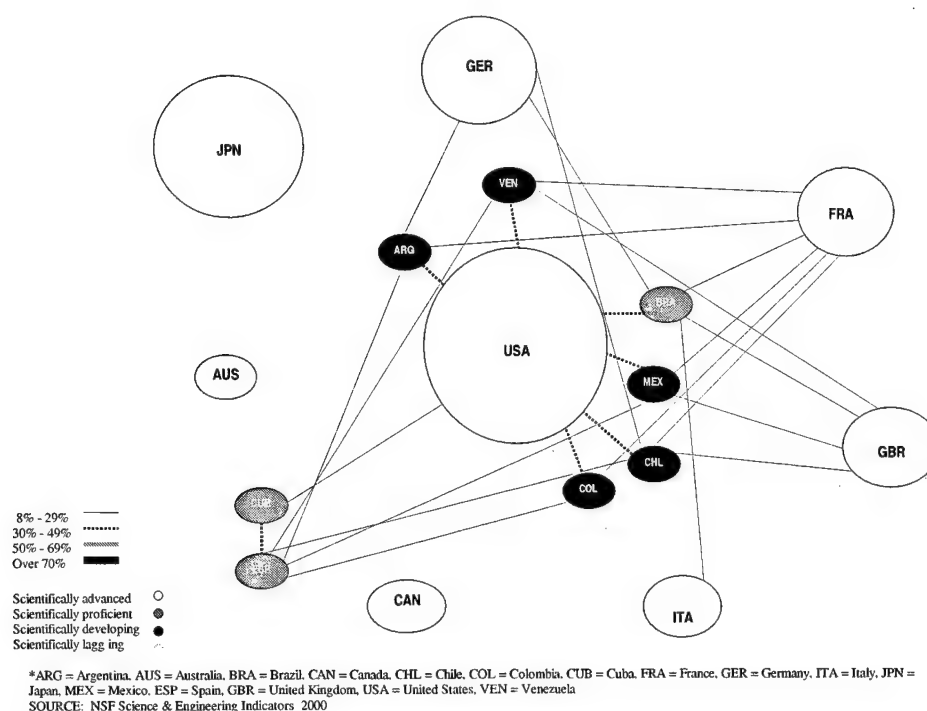 GER
JPN
VEN
FRA
ARG
BRA
USA
AUS
MEX
GBR
CHL
COL
8% - 29%
30% - 49%
50% - 69%
Over 70%
CAN
ITA
Scientifically advanced
Scientifically proficient
Scientifically developing
Scientifically lagg ing
*ARG = Argentina, AUS = Australia, BRA = Brazil, CAN = Canada, CHL = Chile, COL = Colombia, CUB = Cuba, FRA = France, GER = Germany, ITA = Italy, JPN =
Japan, MEX = Mexico, ESP = Spain, GBR = United Kingdom, USA = United States, VEN = Venezuela
SOURCE: NSF Science & Engineering Indicators 2000